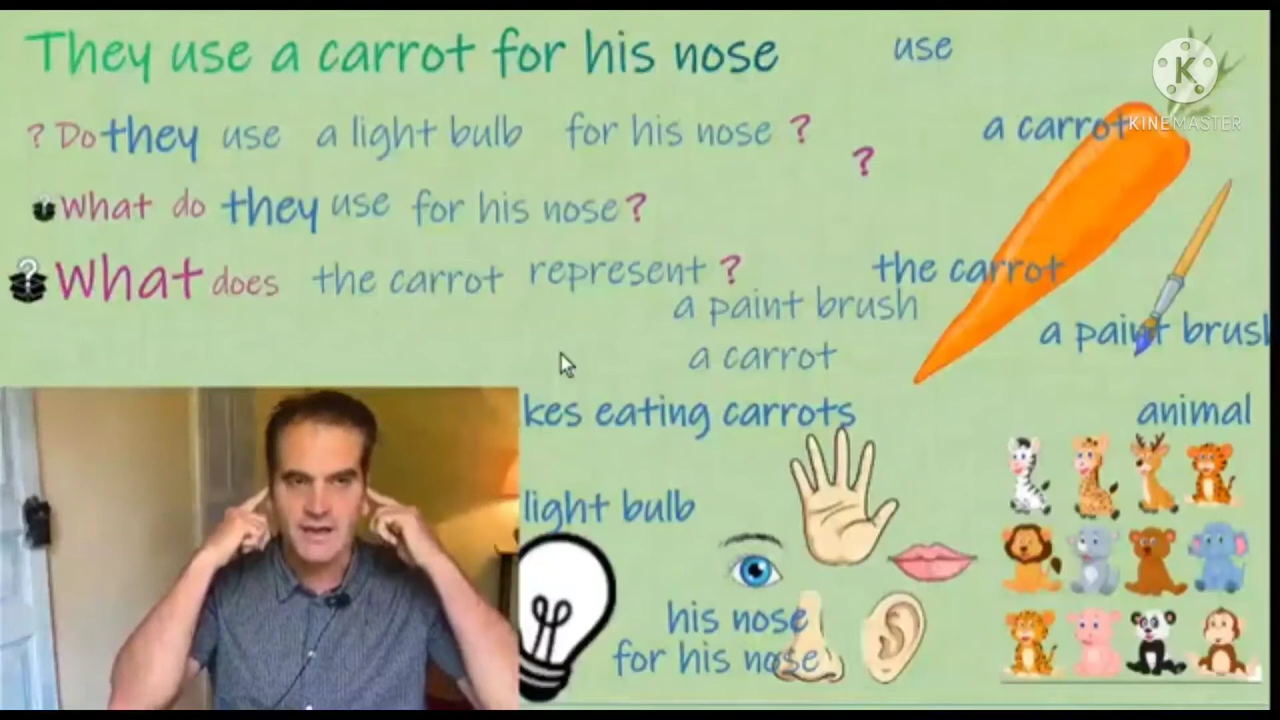 They use a carrot for his nose
use
K
KINEMASTER
? Do they use a light bulb for his nose ?
a carrot
?
What do they use for his nose ?
? What does the carrot represent ?
the carrot
a paint brush
a paint brush
a carrot
kes eating carrots
animal
light bulb
his nose
for his nose